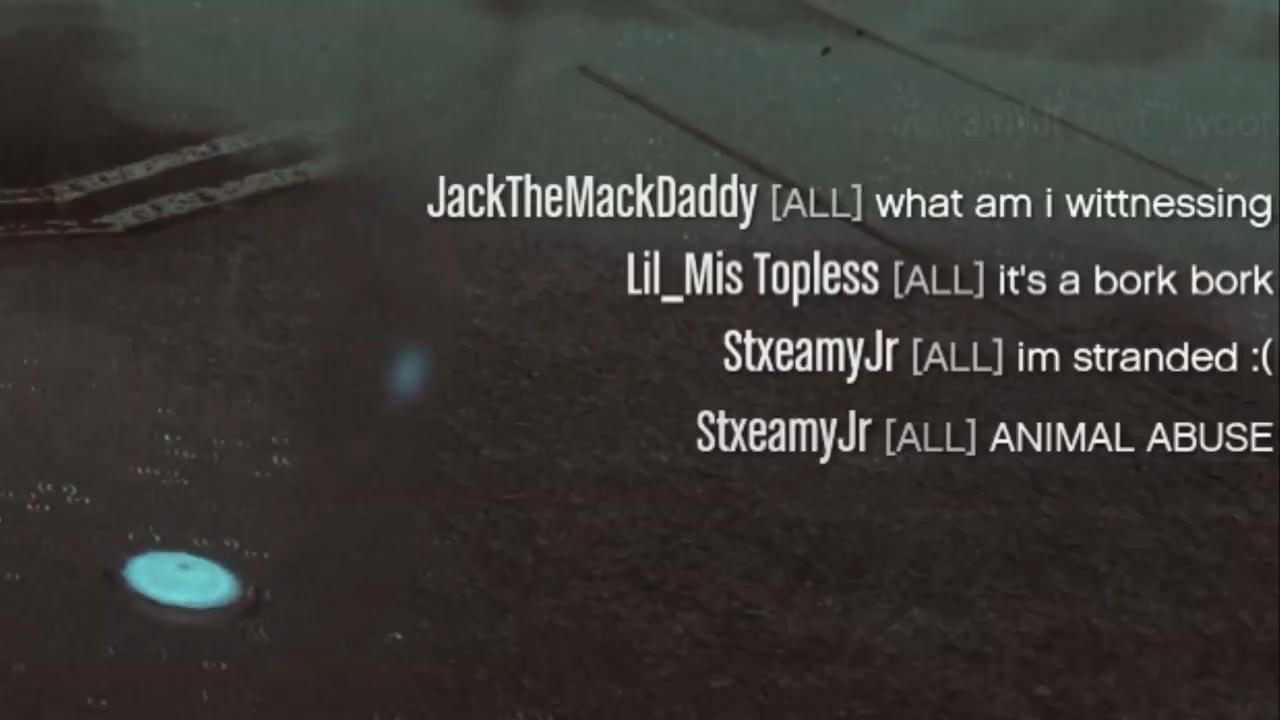 JackTheMackDaddy [ALL] what am i wittnessing
Lil_Mis Topless [ALL] it's a bork bork
StxeamyJr [ALL] im stranded :(
StxeamyJr [ALL] ANIMAL ABUSE